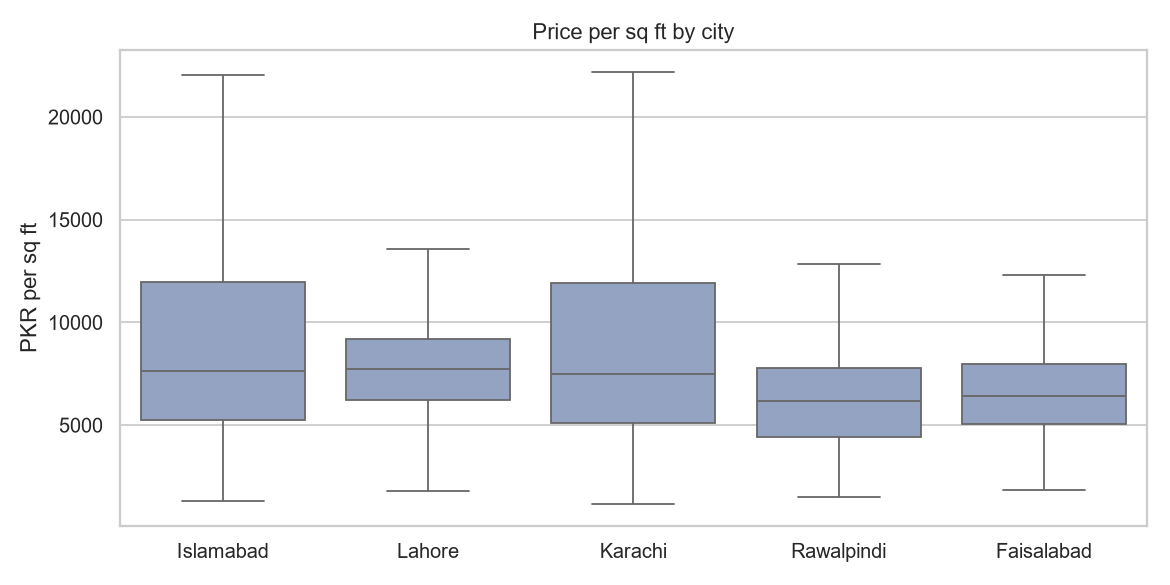 Price per sq ft by city
PKR per sq ft
20000
15000
10000
5000
Islamabad Lahore Karachi Rawalpindi Faisalabad